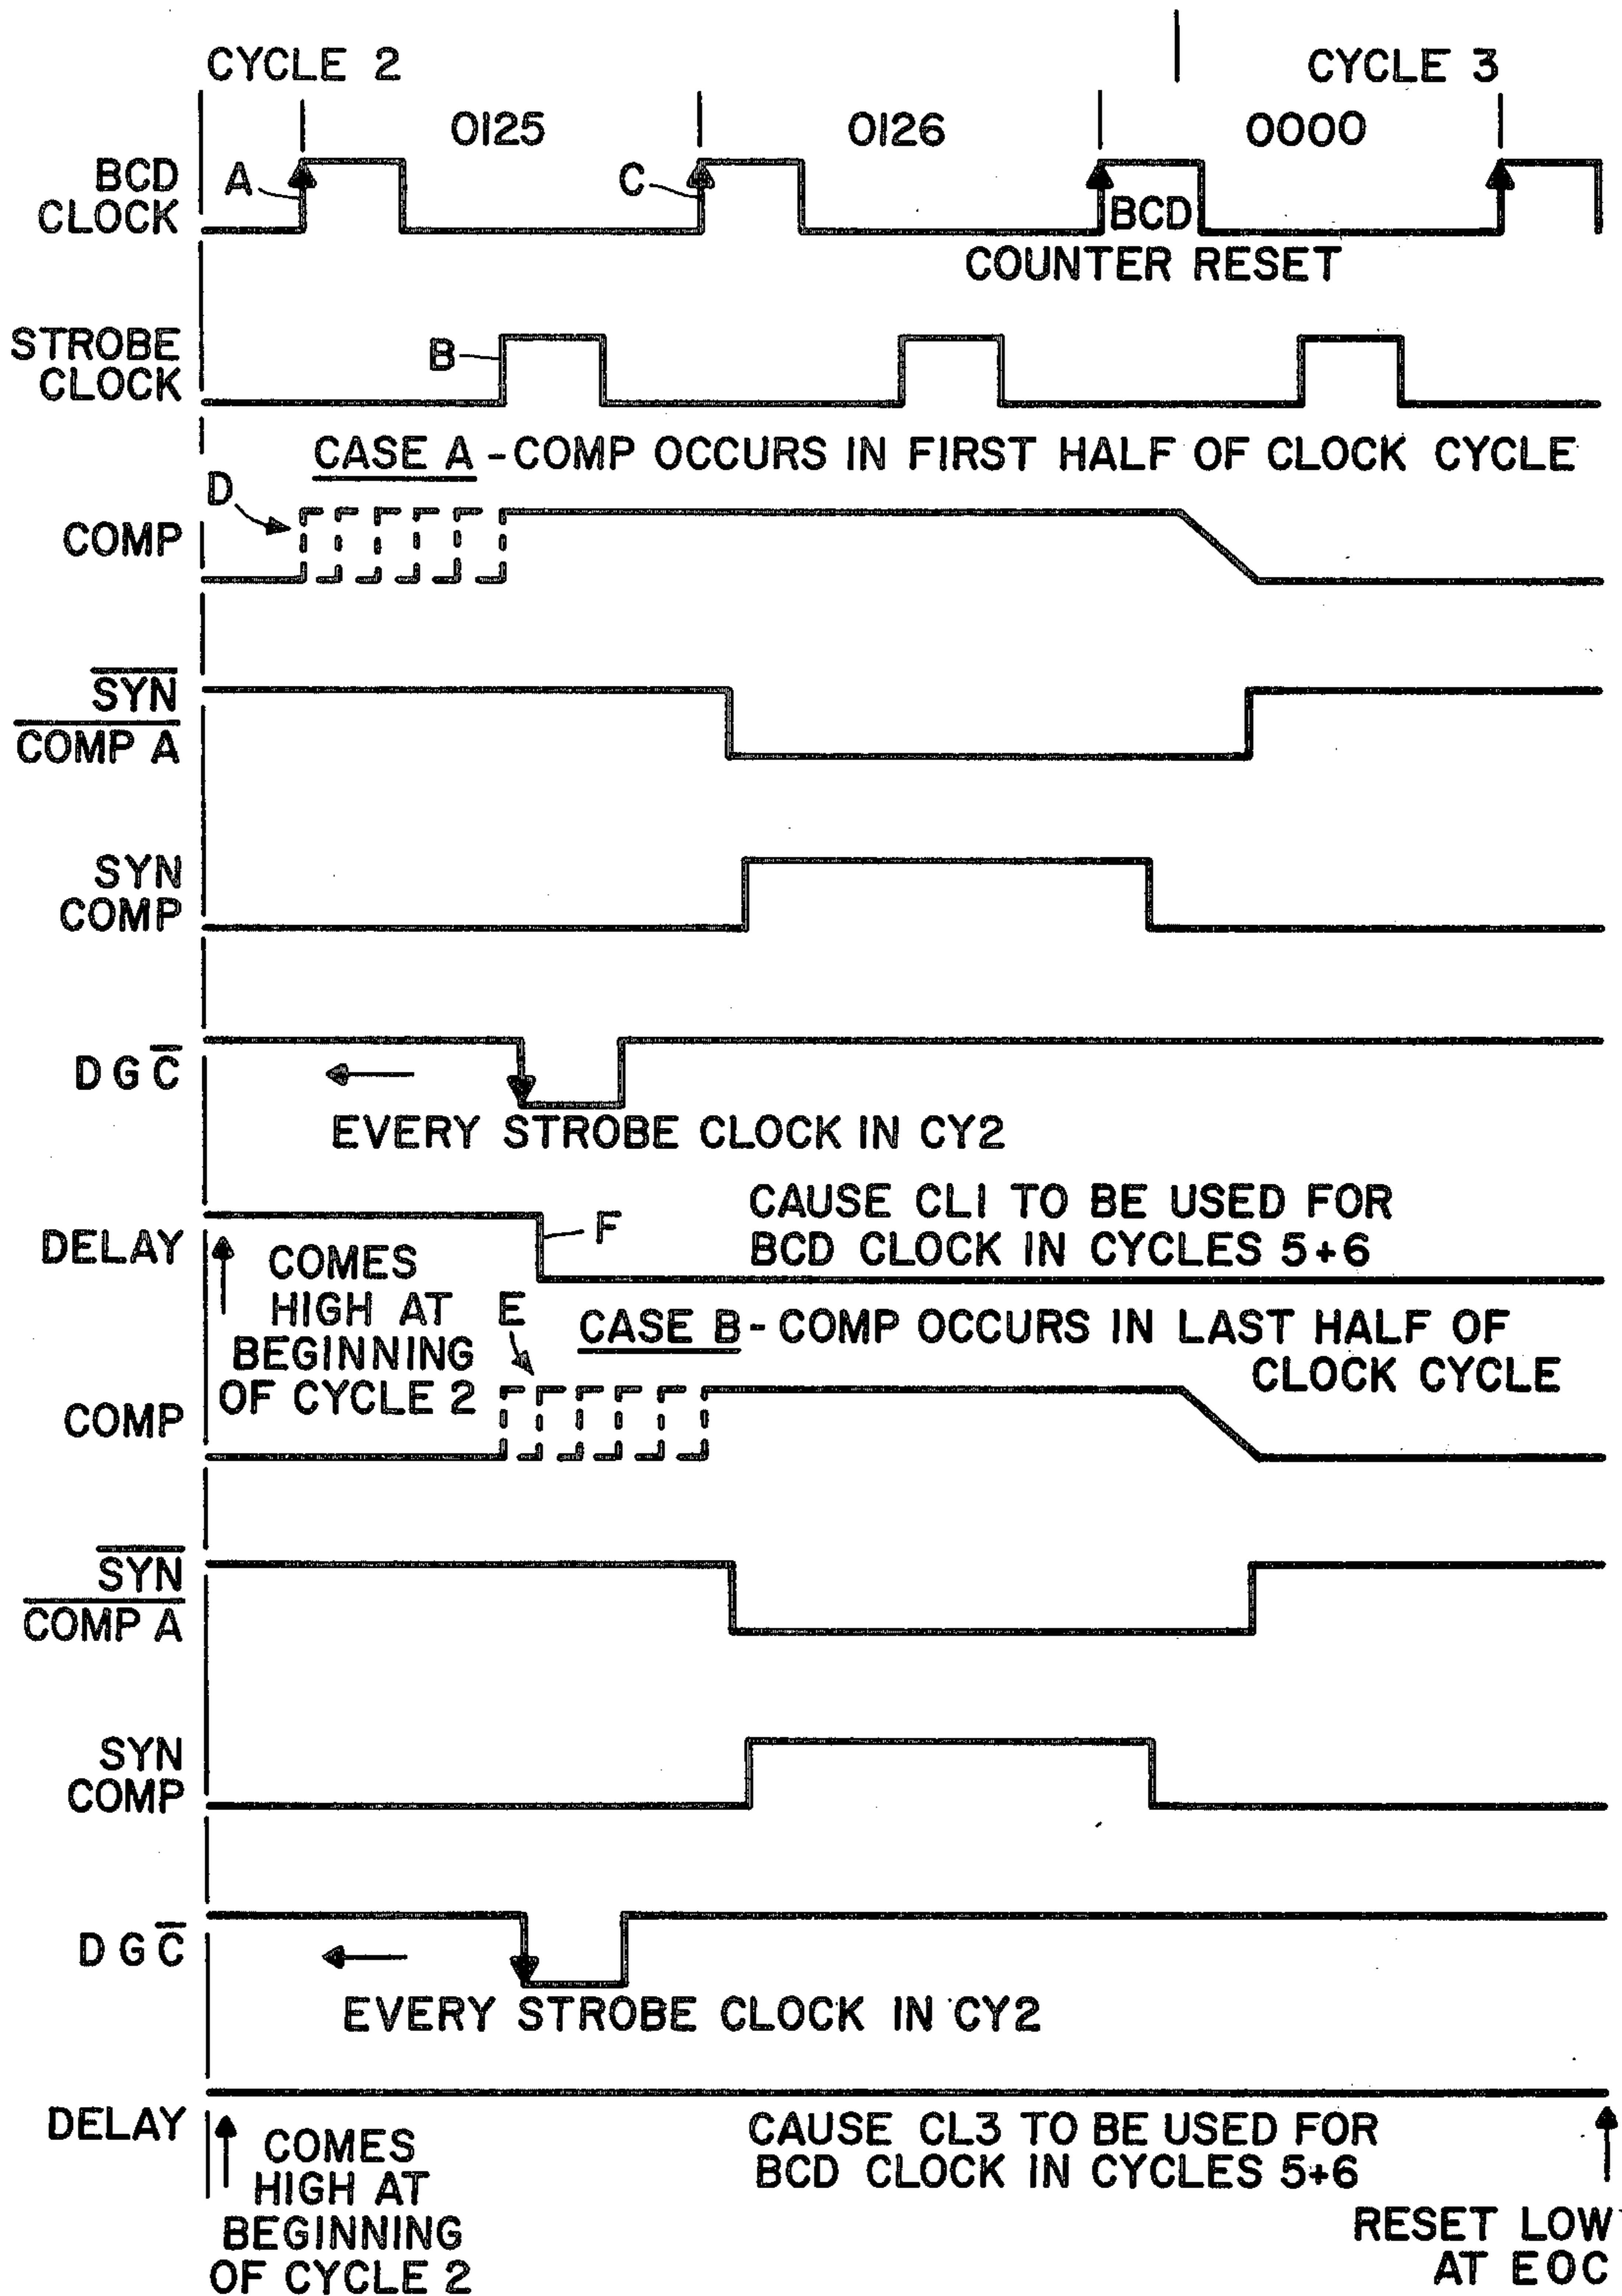 CYCLE 2
CYCLE 3
0125
0126
0000
BCD
CLOCK
A
C
BCD
COUNTER RESET
STROBE
CLOCK
B
CASE A - COMP OCCURS IN FIRST HALF OF CLOCK CYCLE
D
COMP
SYN
COMP A
SYN
COMP
DGC̅
EVERY STROBE CLOCK IN CY2
DELAY
F
CAUSE CL1 TO BE USED FOR
BCD CLOCK IN CYCLES 5+6
COMES
HIGH AT
BEGINNING
OF CYCLE 2
E
CASE B - COMP OCCURS IN LAST HALF OF
CLOCK CYCLE
COMP
SYN
COMP A
SYN
COMP
DGC̅
EVERY STROBE CLOCK IN CY2
DELAY
COMES
HIGH AT
BEGINNING
OF CYCLE 2
CAUSE CL3 TO BE USED FOR
BCD CLOCK IN CYCLES 5+6
RESET LOW
AT EOC